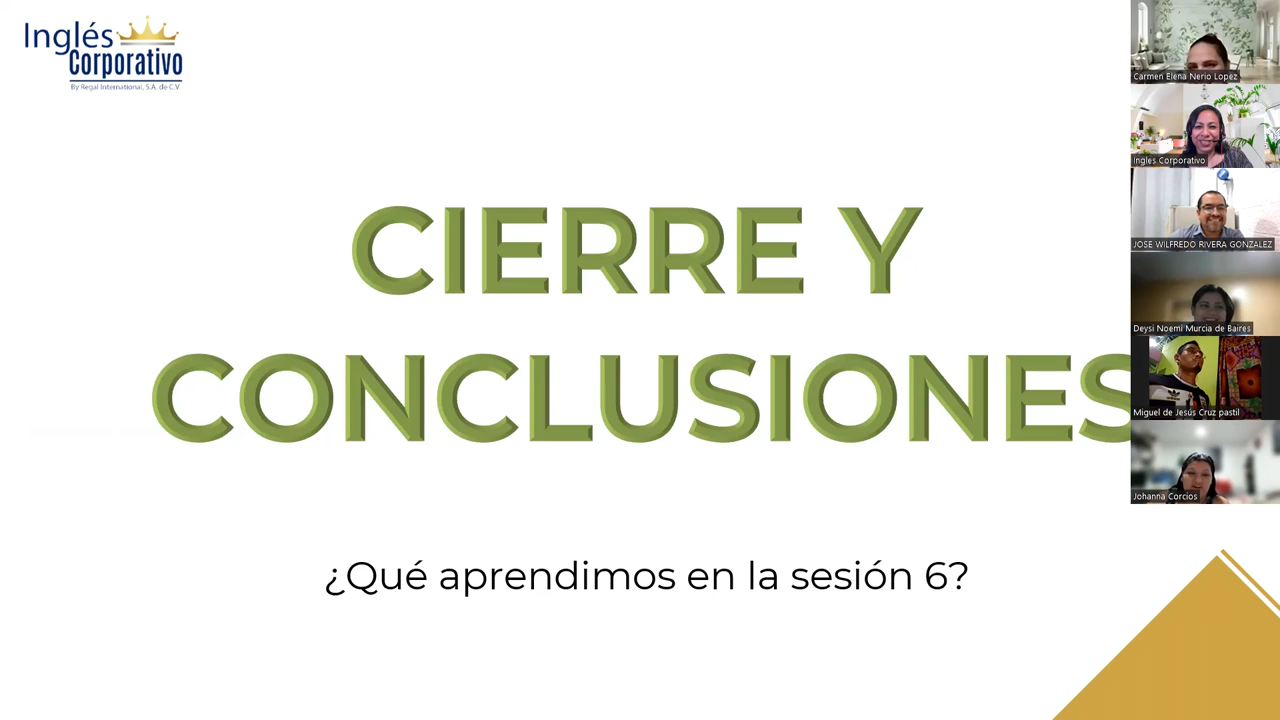 Inglés
Corporativo
By Regal International, S.A. de C.V.
CIERRE Y
CONCLUSIONES
¿Qué aprendimos en la sesión 6?
Carmen Elena Nerio Lopez
Ingles Corporativo
JOSE WILFREDO RIVERA GONZALEZ
Deysi Noemi Murcia de Baires
Miguel de Jesús Cruz pastil
Johanna Corcios